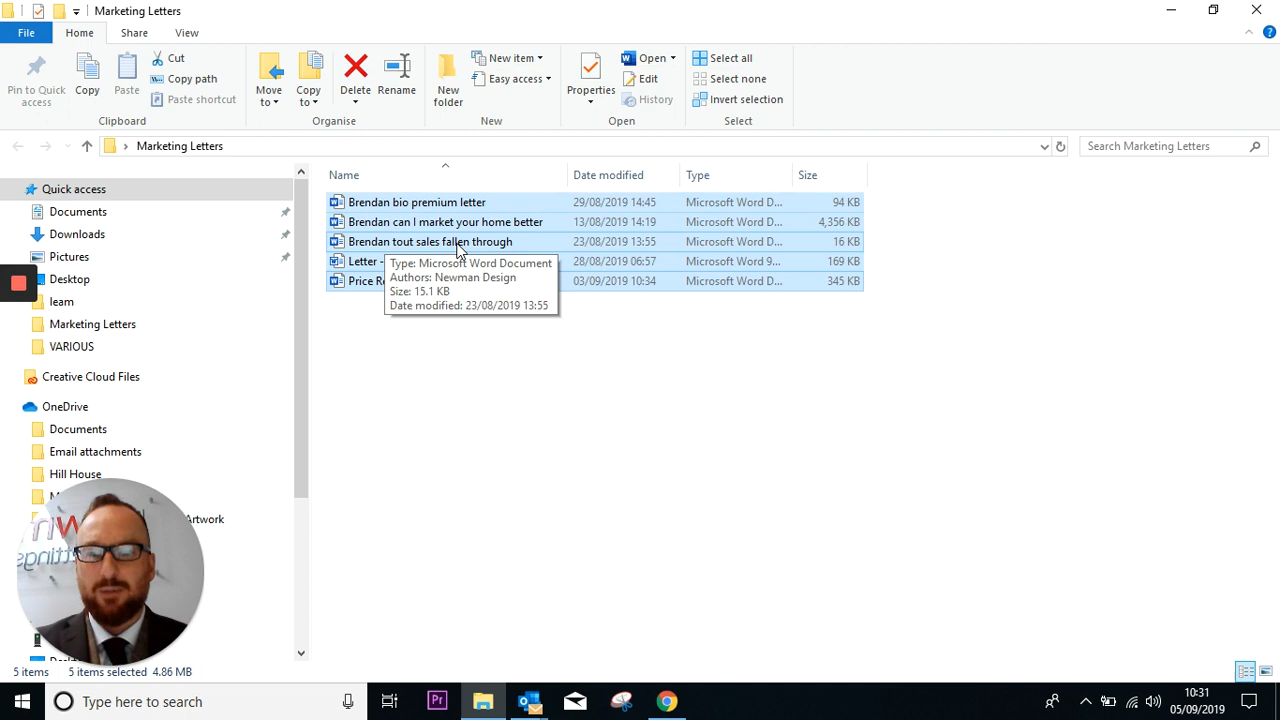 Marketing Letters
File Home Share View
Pin to Quick access
Copy
Paste
Cut
Copy path
Paste shortcut
Clipboard
Move to
Copy to
Delete
Rename
Organise
New folder
New item
Easy access
New
Properties
Open
Edit
History
Open
Select all
Select none
Invert selection
Select
Marketing Letters
Search Marketing Letters
Name Date modified Type Size
Brendan bio premium letter 29/08/2019 14:45 Microsoft Word D... 94 KB
Brendan can I market your home better 13/08/2019 14:19 Microsoft Word D... 4,356 KB
Brendan tout sales fallen through 23/08/2019 13:55 Microsoft Word D... 16 KB
Letter - 28/08/2019 06:57 Microsoft Word 9... 169 KB
Price 03/09/2019 10:34 Microsoft Word D... 345 KB
Type: Microsoft Word Document
Authors: Newman Design
Size: 15.1 KB
Date modified: 23/08/2019 13:55
Quick access
Documents
Downloads
Pictures
Desktop
leam
Marketing Letters
VARIOUS
Creative Cloud Files
OneDrive
Documents
Email attachments
Hill House
Artwork
5 items 5 items selected 4.86 MB
Type here to search
Pr
10:31
05/09/2019